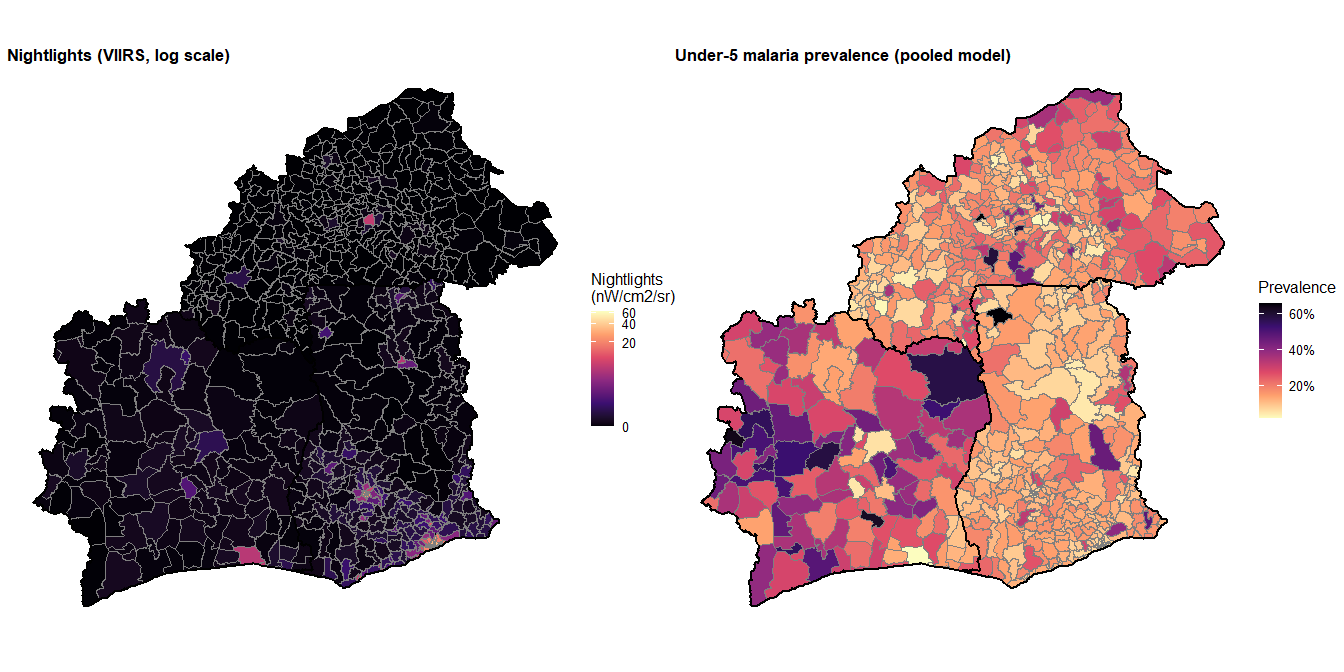 Nightlights (VIIRS, log scale)
Under-5 malaria prevalence (pooled model)
Nightlights
(nW/cm2/sr)
60
40
20
0
Prevalence
60%
40%
20%